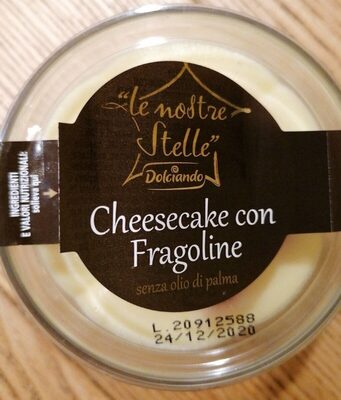 "le nostre
Stelle"
Dolciando
Cheesecake con
Fragoline
senza olio di palma
INGREDIENTI
E VALORI NUTRIZIONALI
solleva qui
L.20912588
24/12/2020